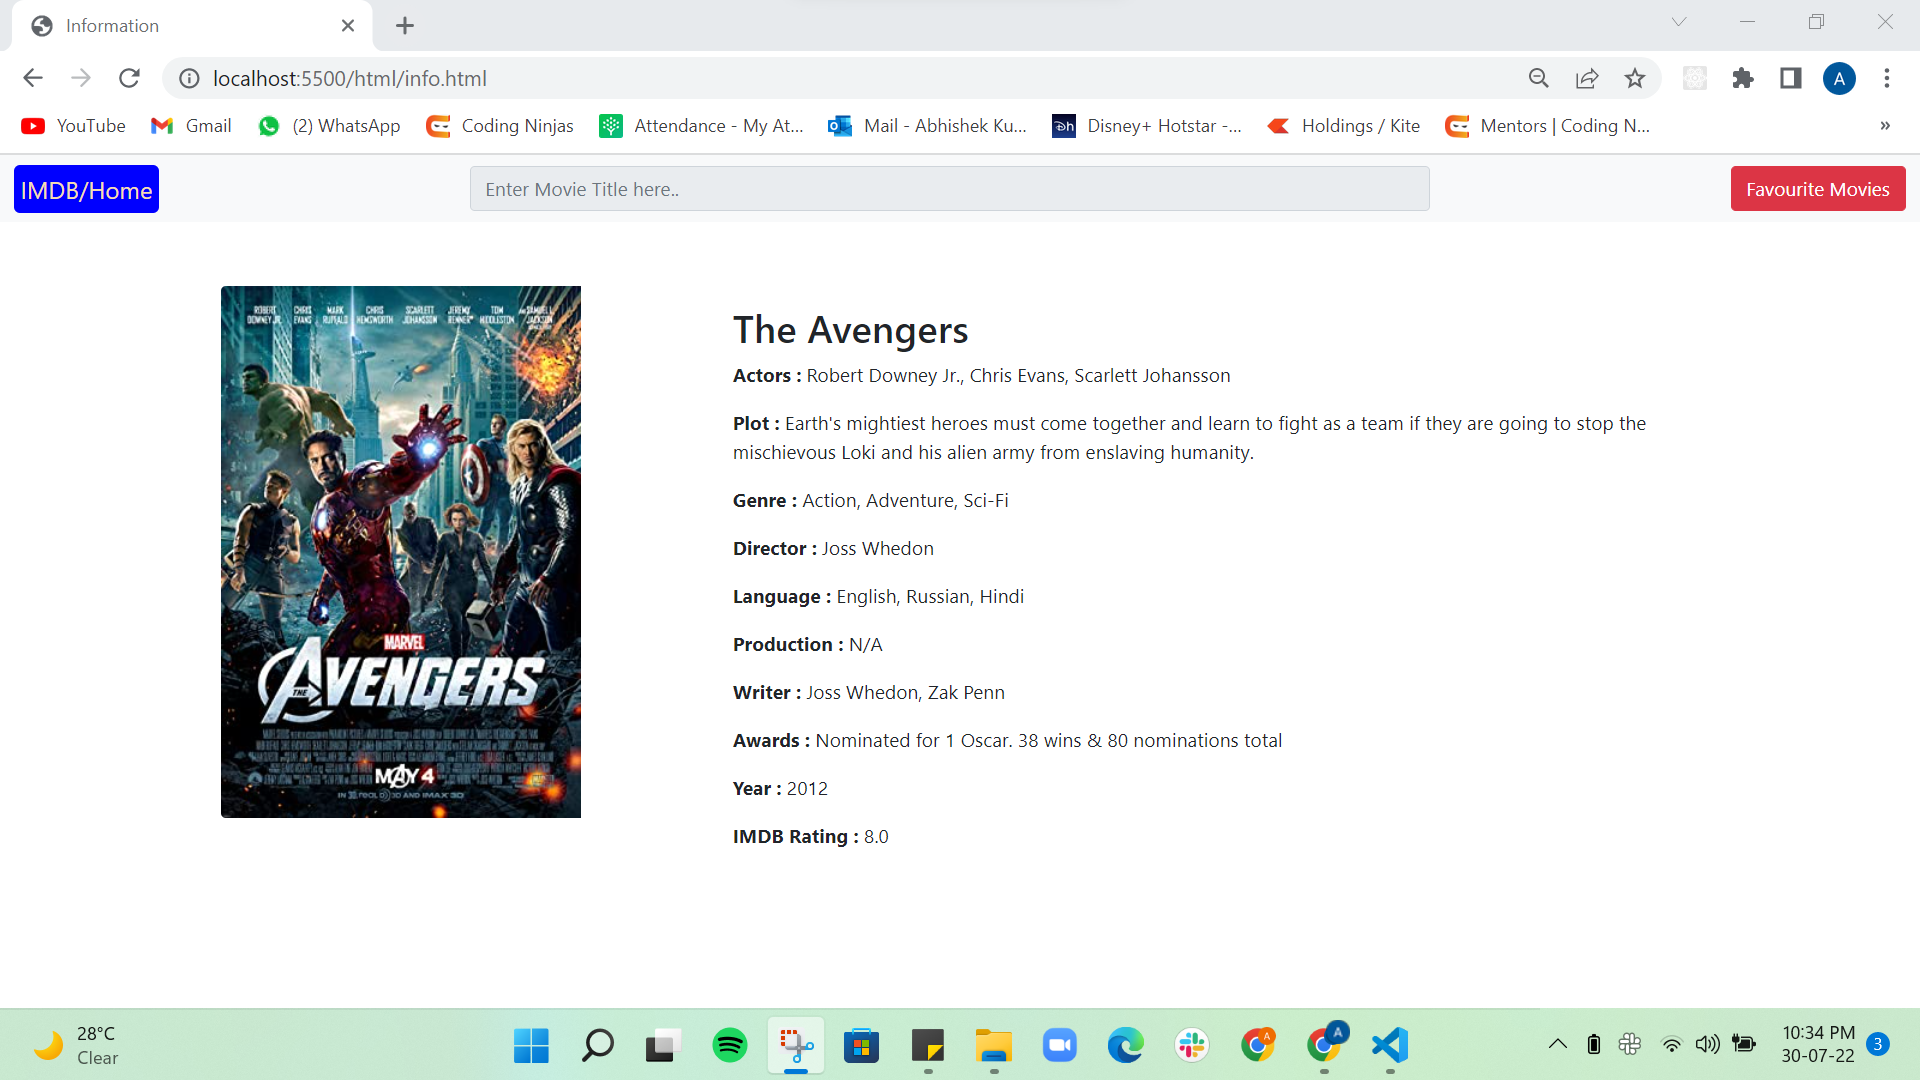 Information
localhost:5500/html/info.html
A
YouTube
Gmail
(2) WhatsApp
Coding Ninjas
Attendance - My At...
Mail - Abhishek Ku...
Disney+ Hotstar -...
Holdings / Kite
Mentors | Coding N...
»
IMDB/Home
Enter Movie Title here..
Favourite Movies
ROBERT DOWNEY JR. CHRIS EVANS MARK RUFFALO CHRIS HEMSWORTH SCARLETT JOHANSSON JEREMY RENNER TOM HIDDLESTON AND SAMUEL L. JACKSON
MARVEL
THE AVENGERS
MAY 4
IN REAL D 3D AND IMAX 3D
The Avengers
Actors : Robert Downey Jr., Chris Evans, Scarlett Johansson
Plot : Earth's mightiest heroes must come together and learn to fight as a team if they are going to stop the
mischievous Loki and his alien army from enslaving humanity.
Genre : Action, Adventure, Sci-Fi
Director : Joss Whedon
Language : English, Russian, Hindi
Production : N/A
Writer : Joss Whedon, Zak Penn
Awards : Nominated for 1 Oscar. 38 wins & 80 nominations total
Year : 2012
IMDB Rating : 8.0
28°C
Clear
A
A
10:34 PM
30-07-22
3